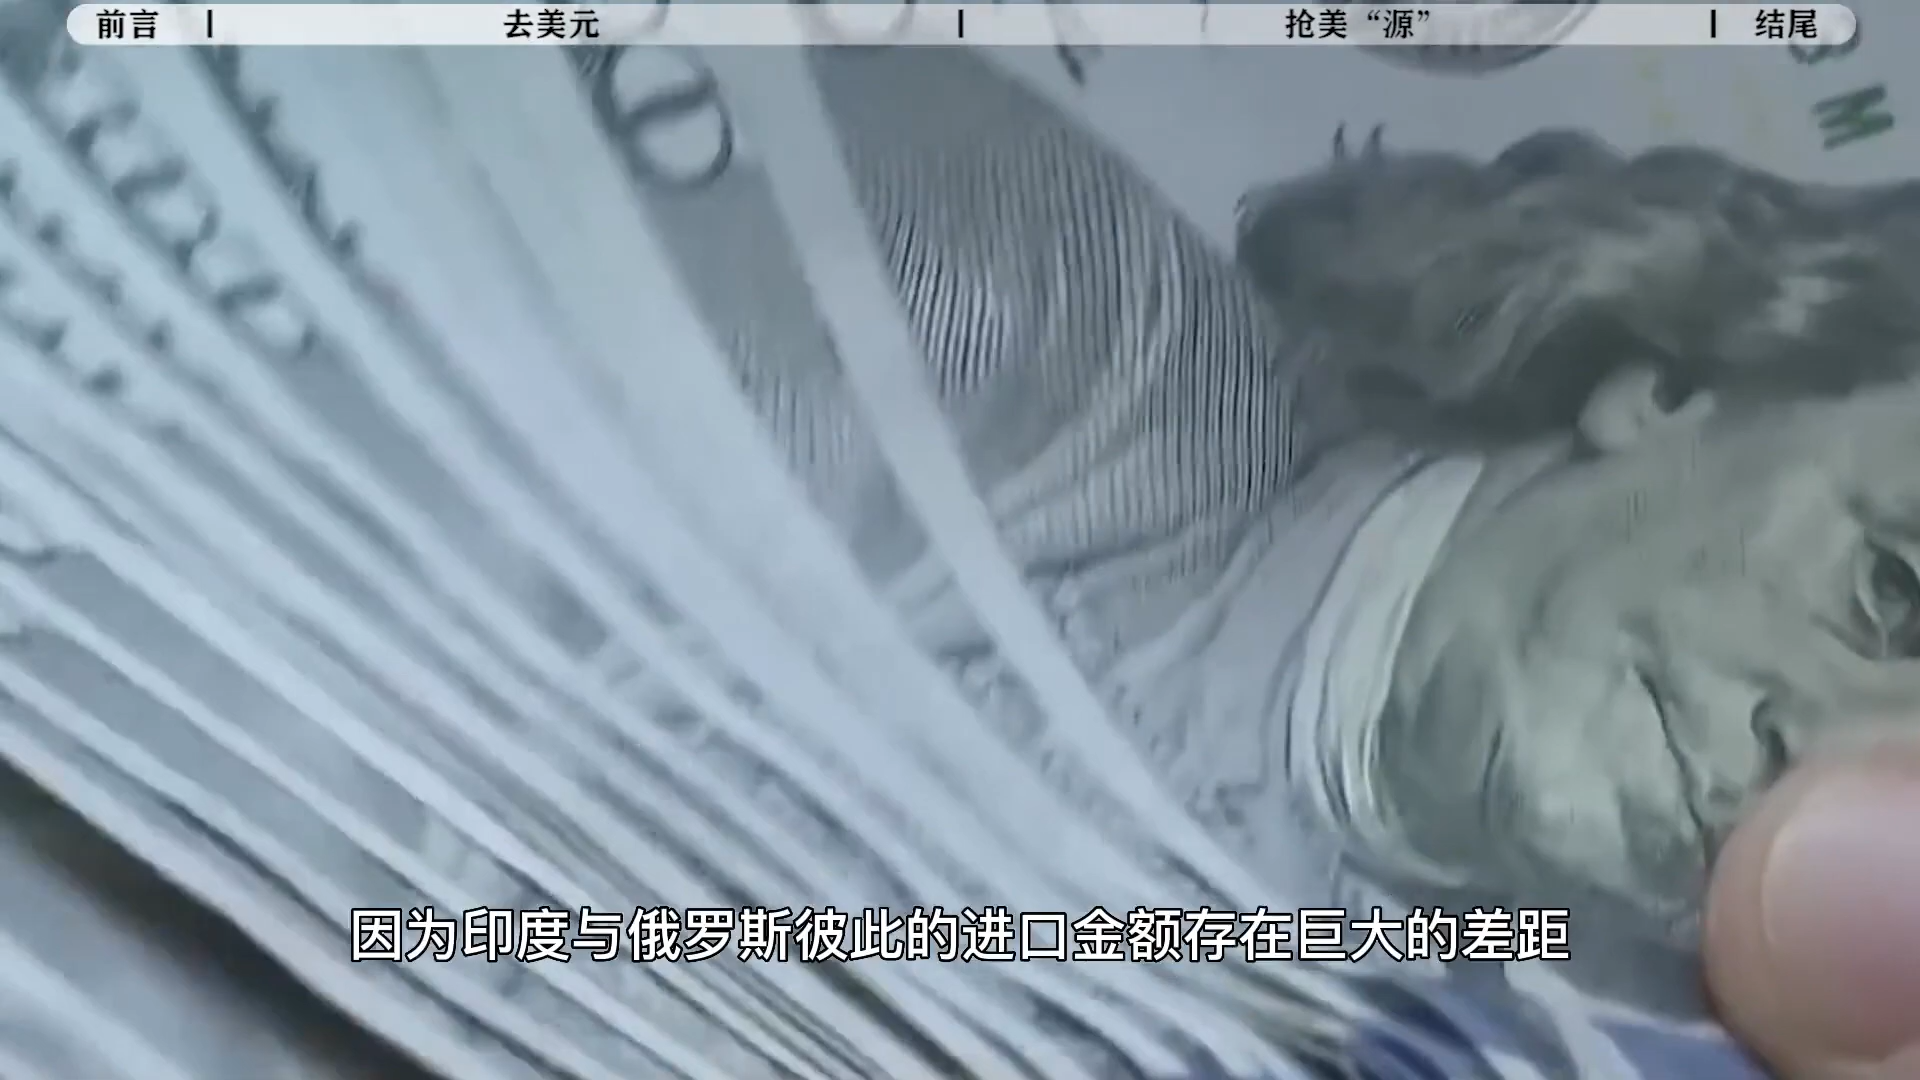 前言 | 去美元 | 抢美“源” | 结尾
因为印度与俄罗斯彼此的进口金额存在巨大的差距